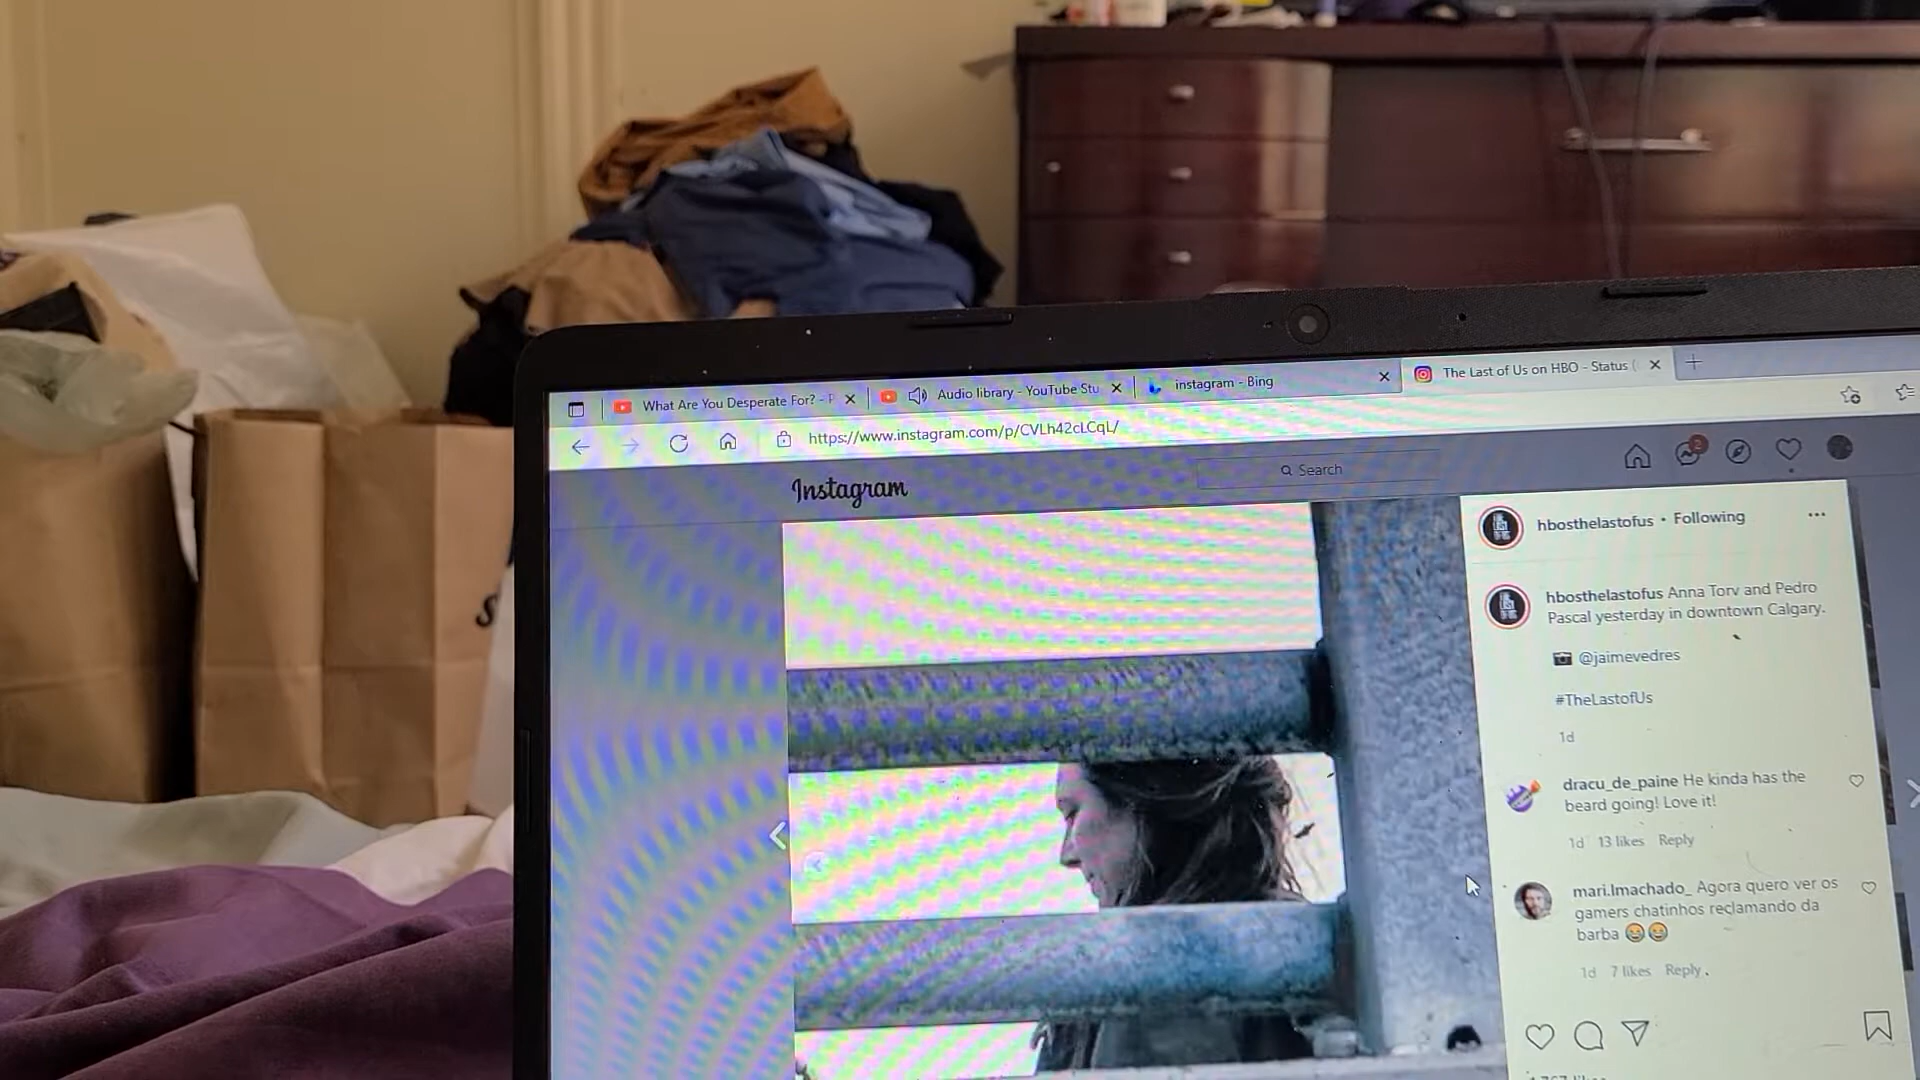 What Are You Desperate For? - P
Audio library - YouTube Stu
instagram - Bing
The Last of Us on HBO - Status (
https://www.instagram.com/p/CVLh42cLCqL/
Instagram
Search
2
hbosthelastofus • Following
hbosthelastofus Anna Torv and Pedro
Pascal yesterday in downtown Calgary.
📷 @jaimevedres
#TheLastofUs
1d
dracu_de_paine He kinda has the
beard going! Love it!
1d 13 likes Reply
mari.lmachado_ Agora quero ver os
gamers chatinhos reclamando da
barba 😂😂
1d 7 likes Reply